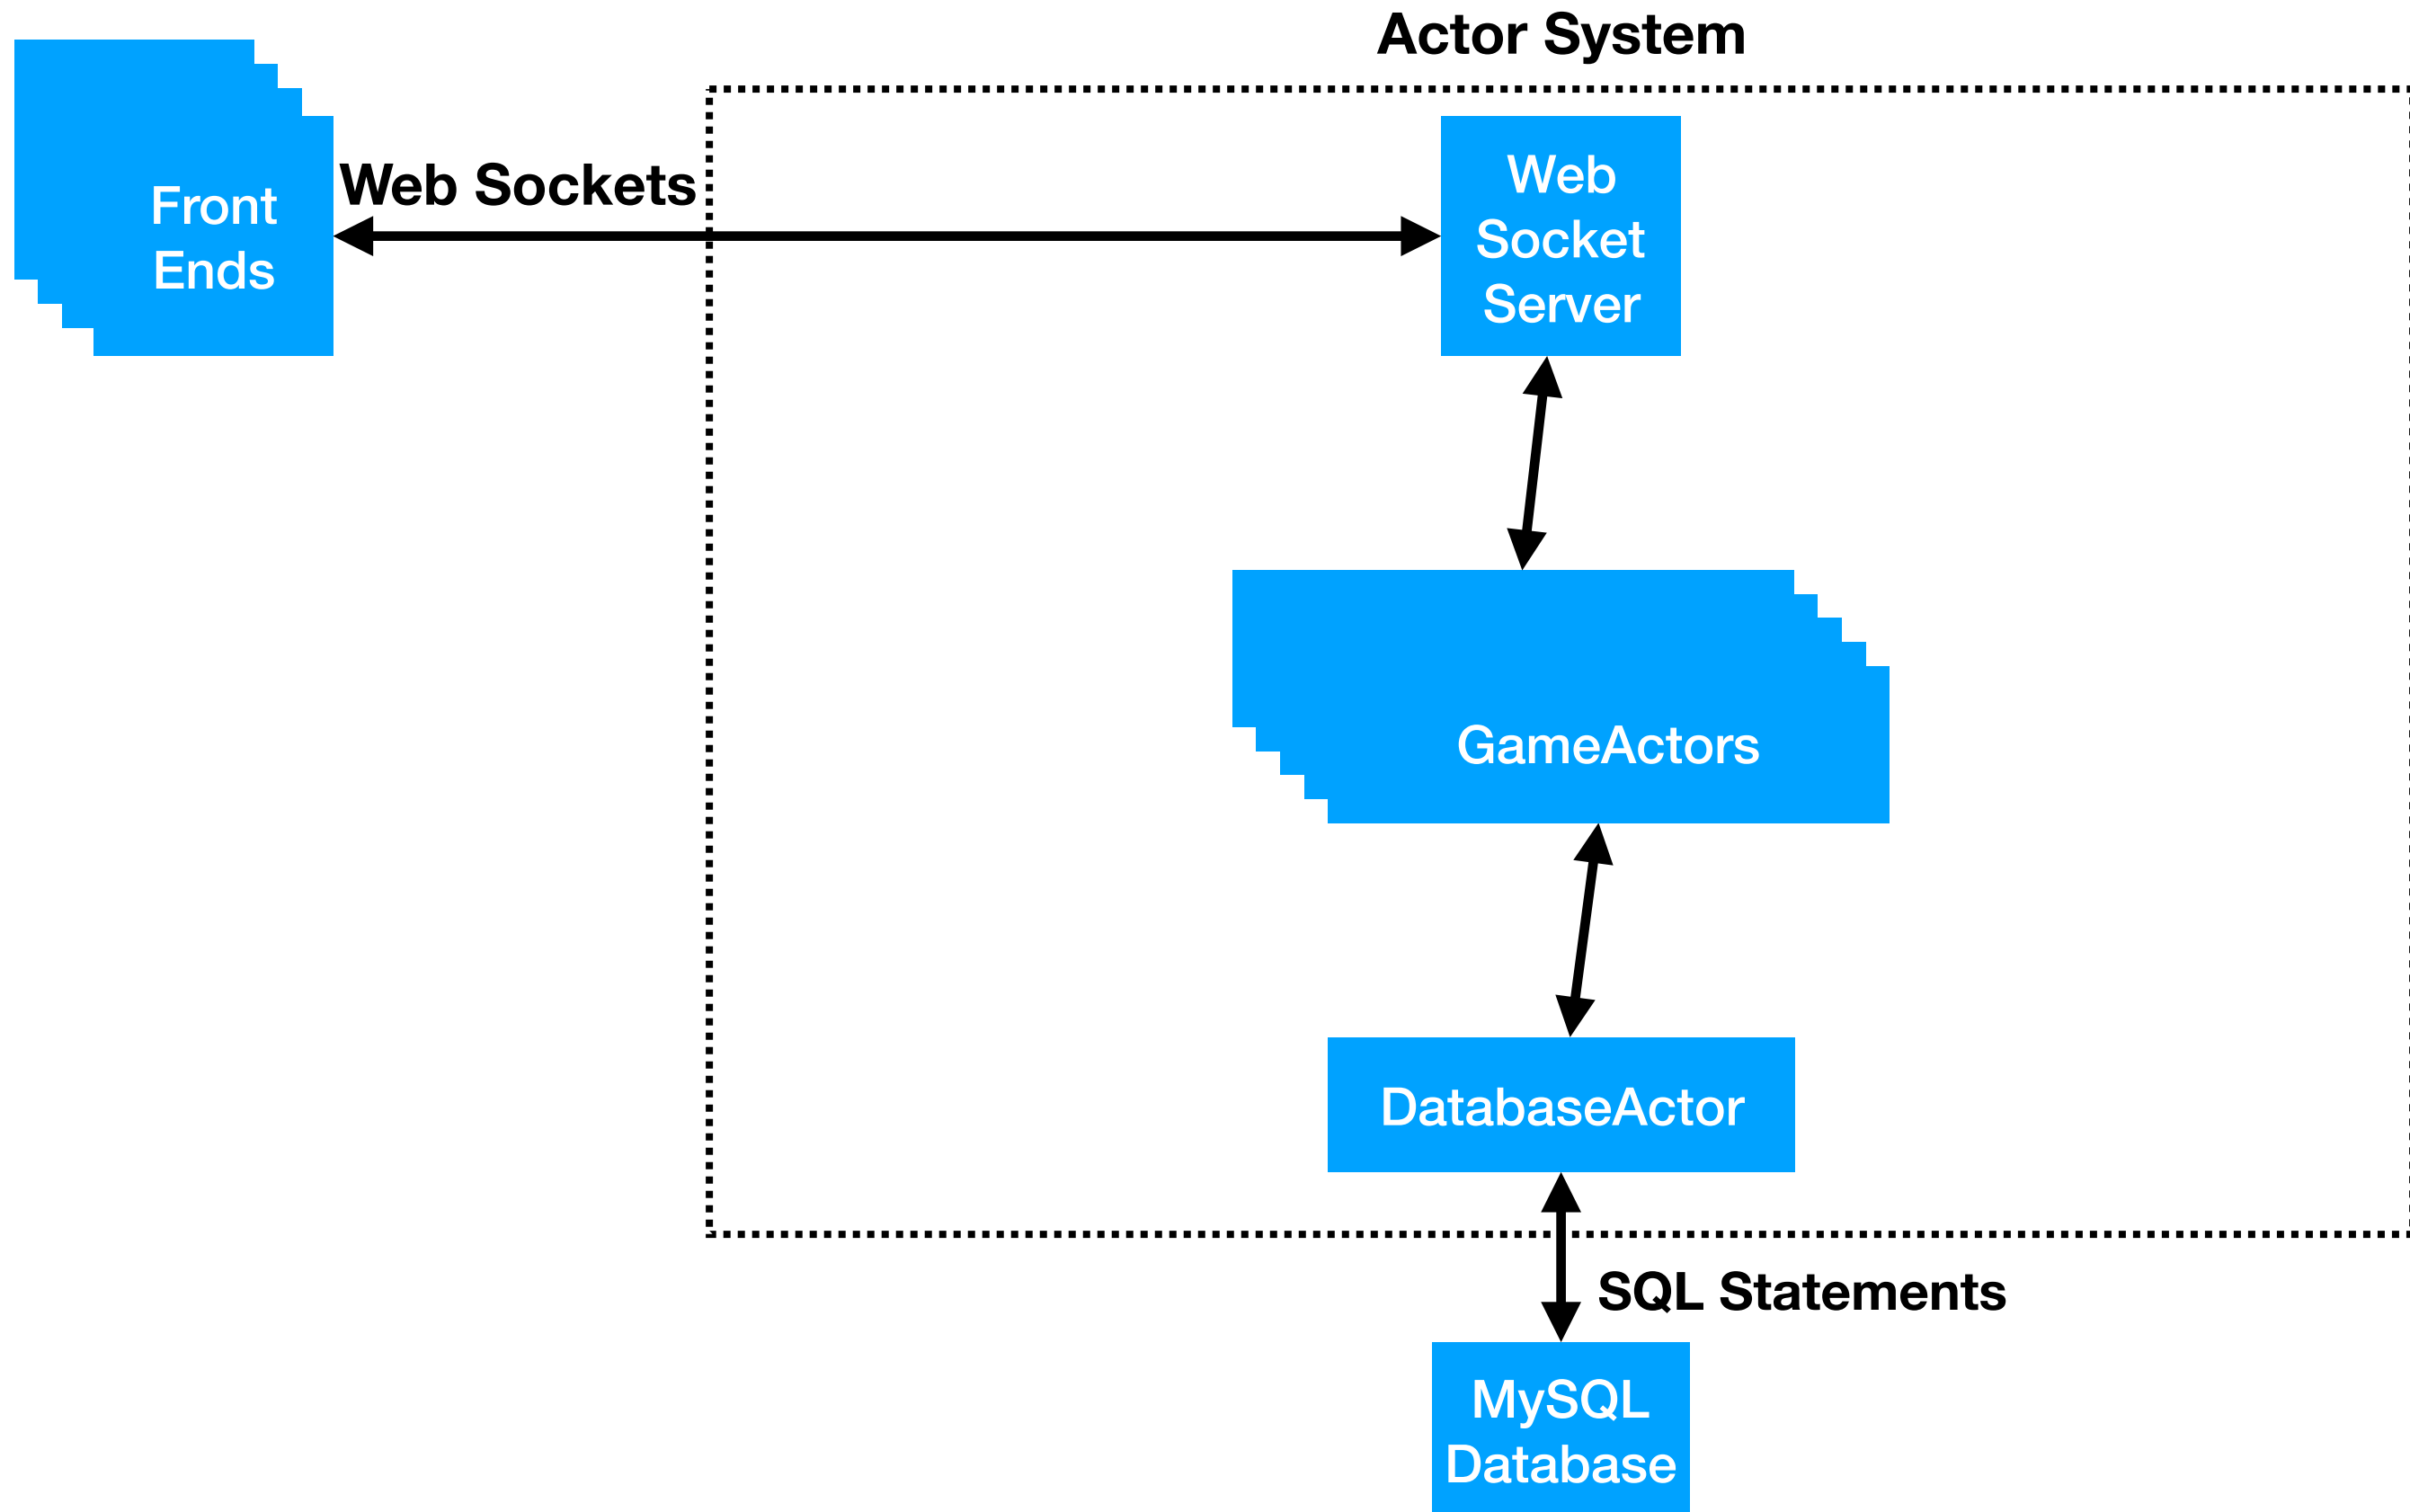 Actor System
Front
Ends
Web Sockets
Web
Socket
Server
GameActors
DatabaseActor
SQL Statements
MySQL
Database